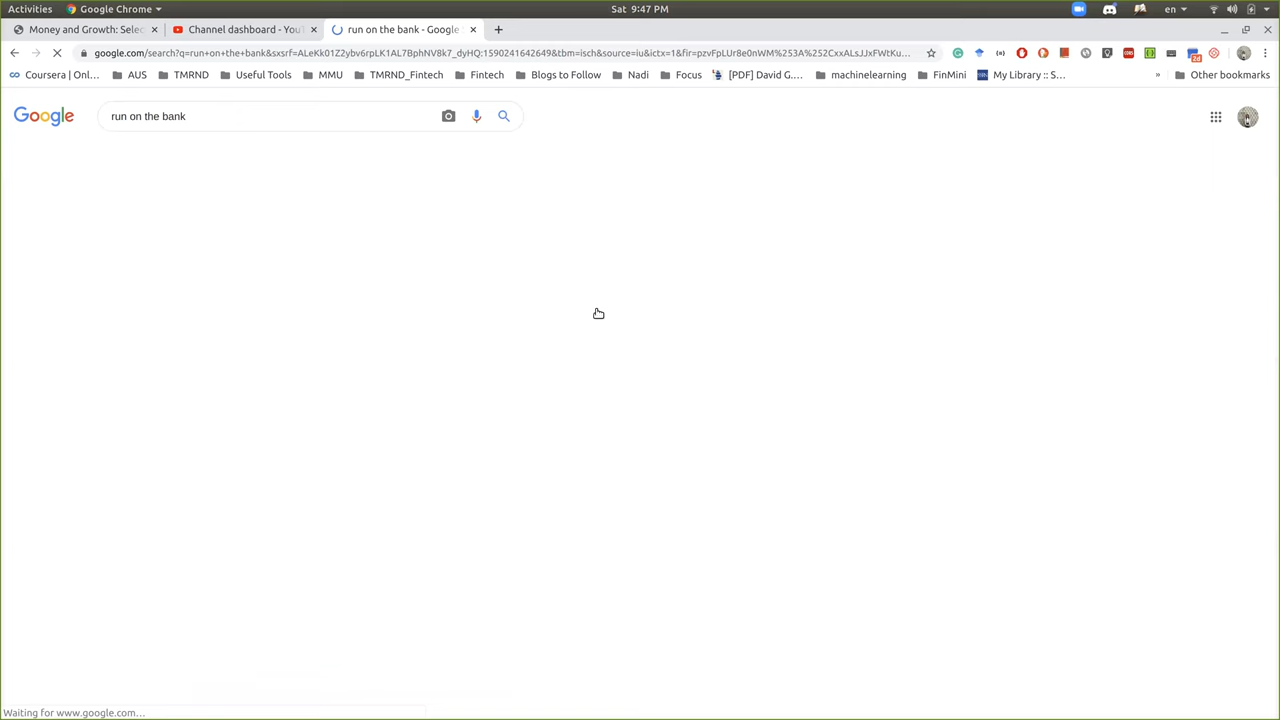 Activities Google Chrome Sat 9:47 PM en
Money and Growth: Selec Channel dashboard - You run on the bank - Google
google.com/search?q=run+on+the+bank&sxsrf=ALeKk01Z2ybv6rpLK1AL7BphNV8k7_dyHQ:1590241642649&tbm=isch&source=iu&ictx=1&fir=pzvFpLUr8e0nWM%253A%252CxxALsJJxFWtKu...
Coursera | Onl... AUS TMRND Useful Tools MMU TMRND_Fintech Fintech Blogs to Follow Nadi Focus [PDF] David G.... machinelearning FinMini My Library :: S... » Other bookmarks
Google run on the bank
Waiting for www.google.com...